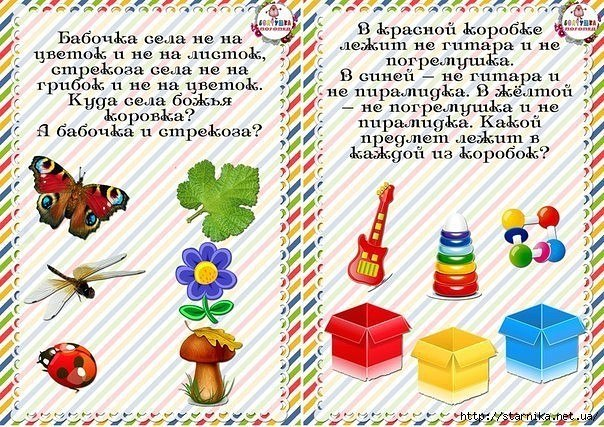 Бабочка села не на
цветок и не на листок,
стрекоза села не на
грибок и не на цветок.
Куда села божья
коровка?
А бабочка и стрекоза?
В красной коробке
лежит не гитара и не
погремушка.
В синей – не гитара и
не пирамидка. В жёлтой
– не погремушка и не
пирамидка. Какой
предмет лежит в
каждой из коробок?
http://starnika.net.ua/